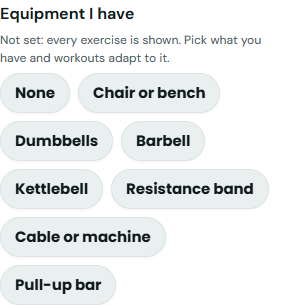 Equipment I have
Not set: every exercise is shown. Pick what you
have and workouts adapt to it.
None
Chair or bench
Dumbbells
Barbell
Kettlebell
Resistance band
Cable or machine
Pull-up bar